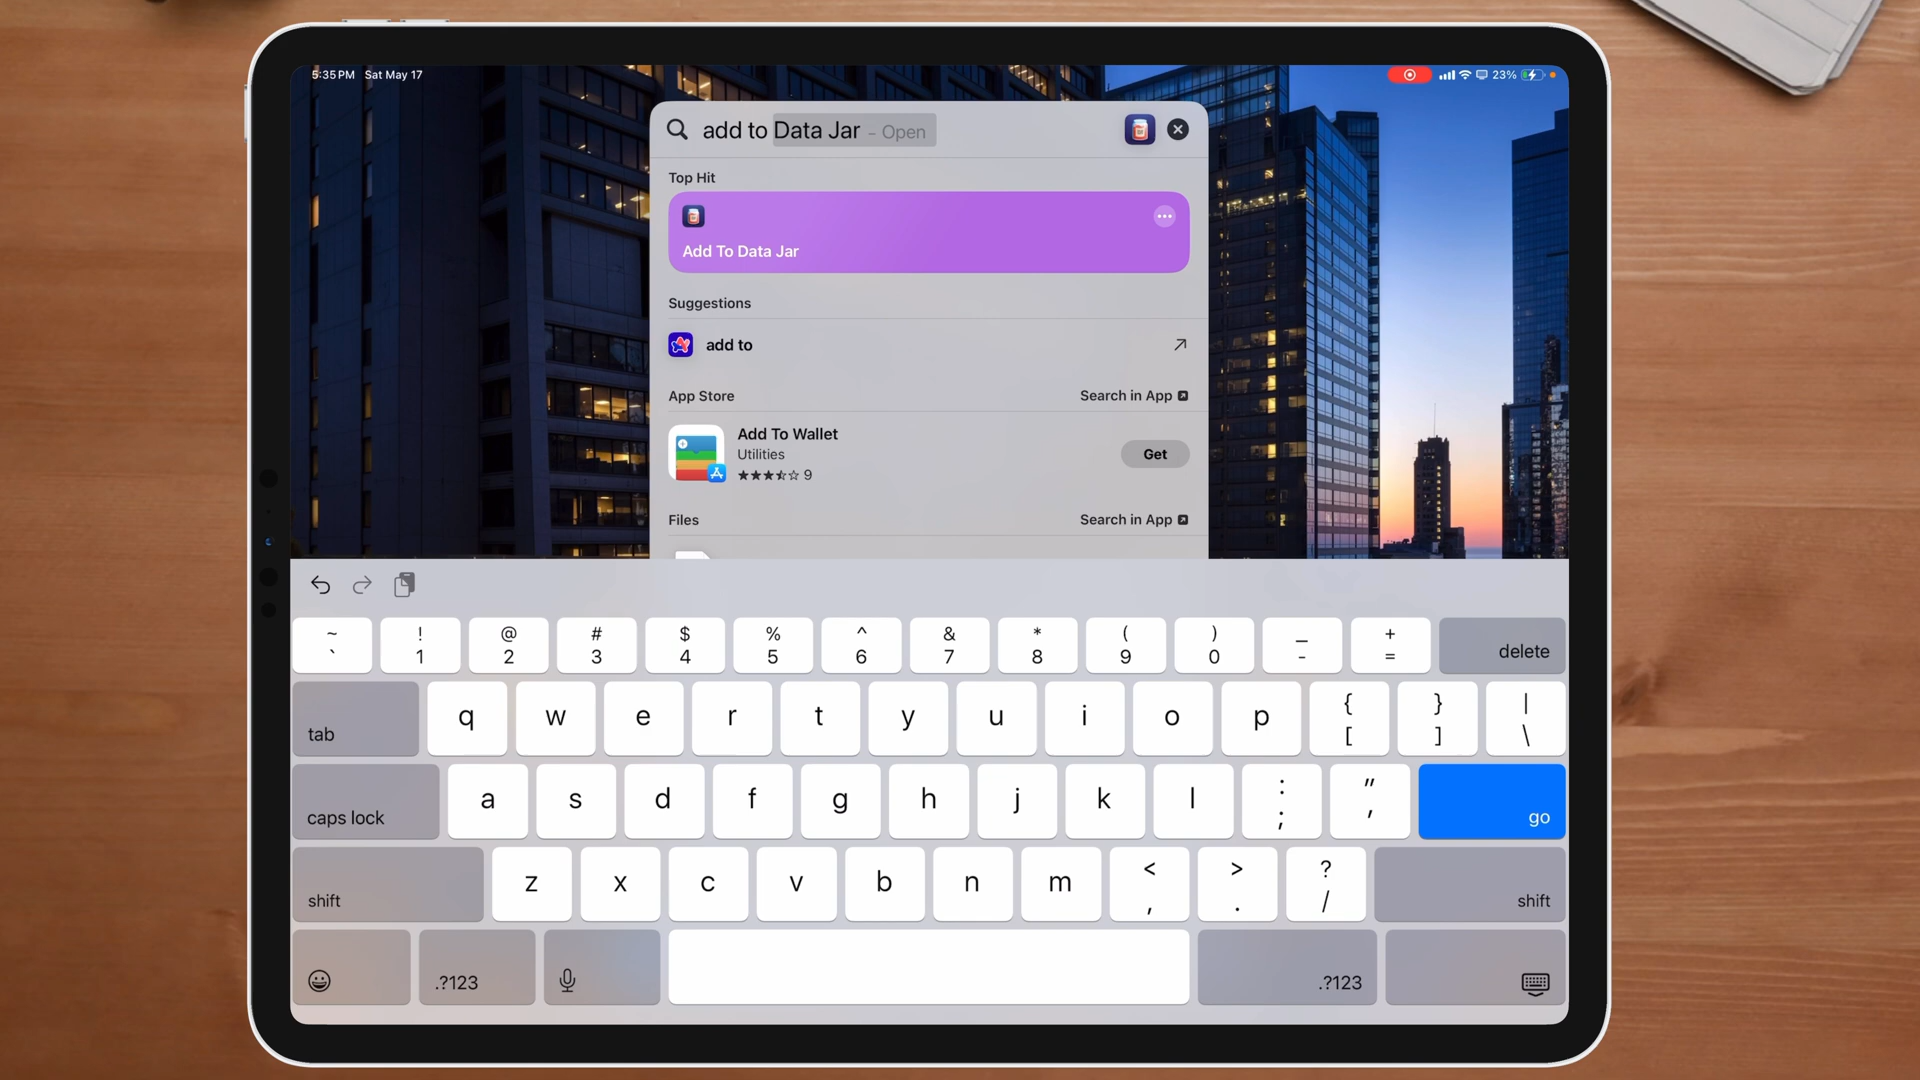 5:35 PM Sat May 17
23%
add to Data Jar – Open
Top Hit
Add To Data Jar
Suggestions
add to
App Store
Search in App
Add To Wallet
Utilities
9
Get
Files
Search in App
~ ! @ # $ % ^ & * ( ) _ +
` 1 2 3 4 5 6 7 8 9 0 - = delete
tab q w e r t y u i o p { [ } ] | \
caps lock a s d f g h j k l : ; " ' go
shift z x c v b n m < , > . ? / shift
.?123 .?123